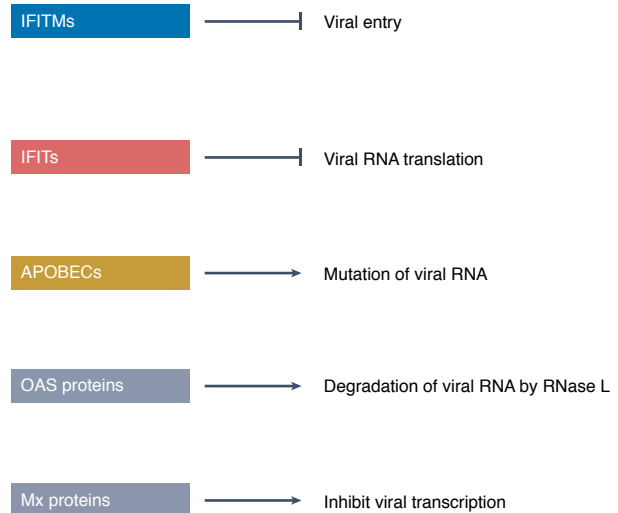 IFITMs
Viral entry
IFITs
Viral RNA translation
APOBECs
Mutation of viral RNA
OAS proteins
Degradation of viral RNA by RNase L
Mx proteins
Inhibit viral transcription